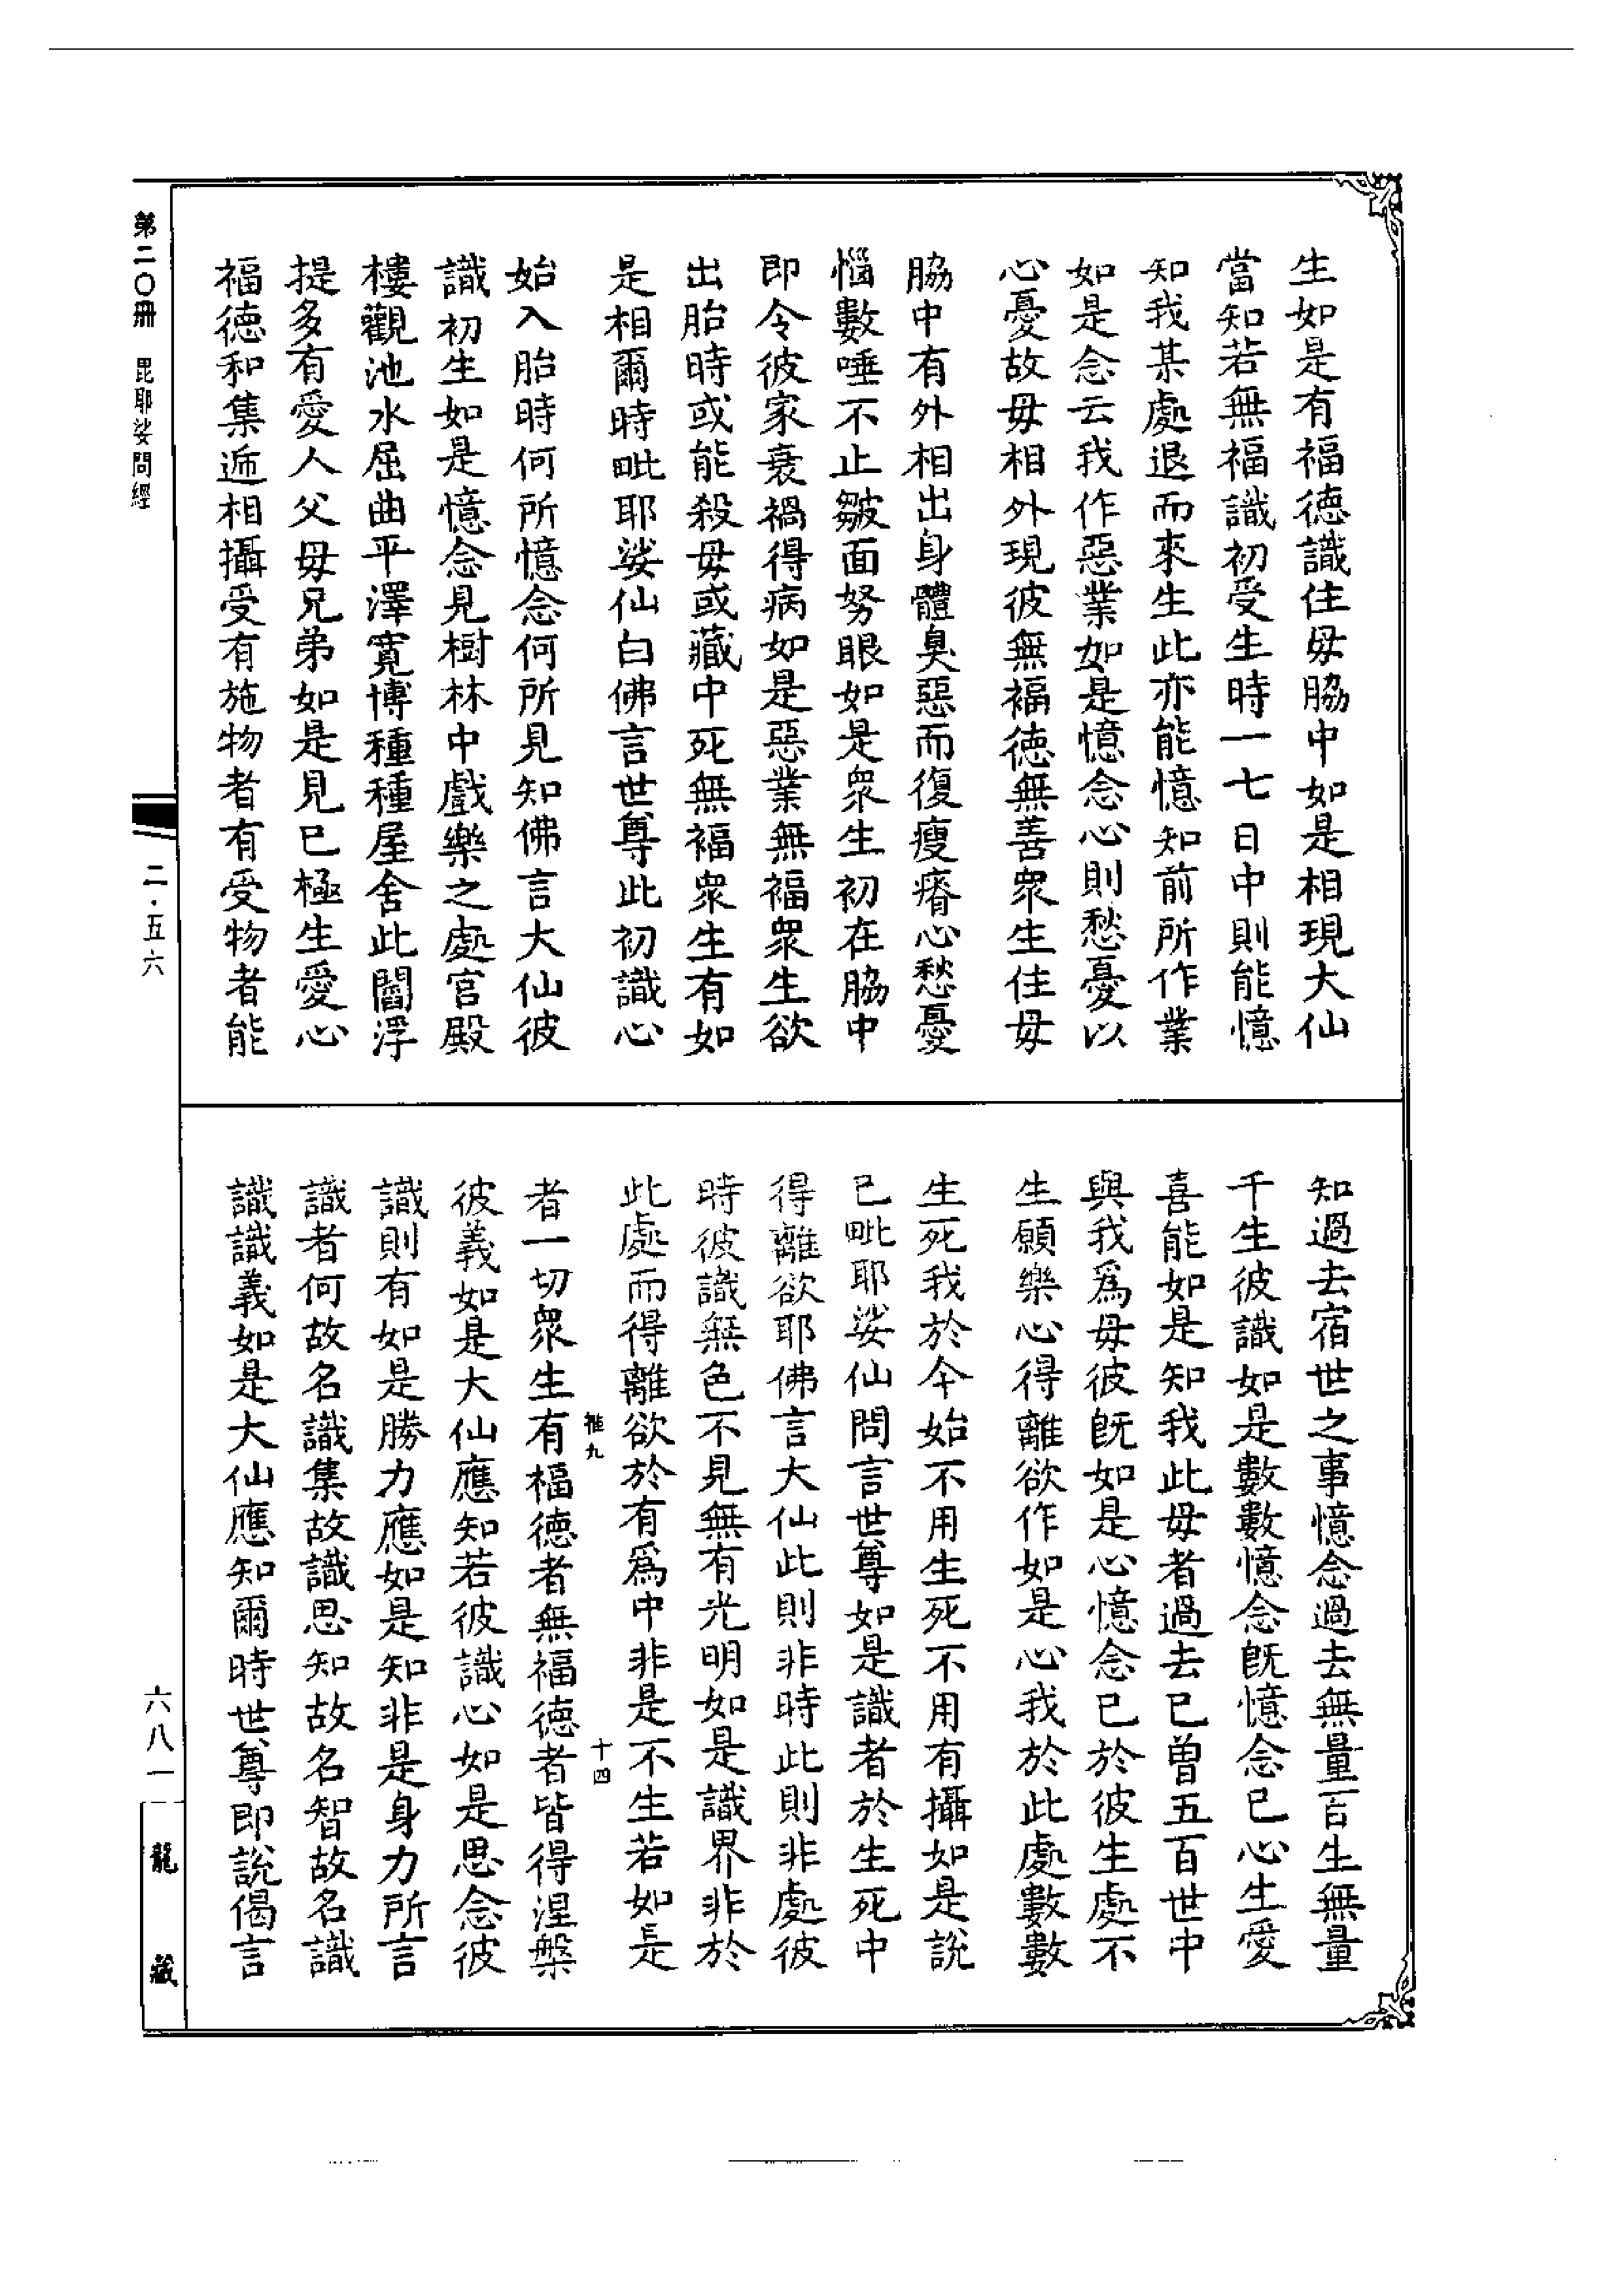 生如是有福德識住毋脇中如是相現大仙
當知若無福識初受生時一七日中則能憶
知我某處退而來生此亦能憶知前所作業
如是念云我作惡業如是憶念心則愁憂以
心憂故毋相外現彼無福德無善衆生住毋
脇中有外相出身體臭惡而復瘦瘠心愁憂
惱數唾不止皺面努眼如是衆生初在脇中
即令彼家衰禍得病如是惡業無福衆生欲
出胎時或能殺毋或藏中死無福衆生有如
是相爾時毗耶娑仙白佛言世尊此初識心
始入胎時何所憶念何所見知佛言大仙彼
識初生如是憶念見樹林中戲樂之處宮殿
樓觀池水屈曲平澤寬博種種屋舍此閻浮
提多有愛人父毋兄弟如是見已極生愛心
福德和集遞相攝受有施物者有受物者能
知過去宿世之事憶念過去無量百生無量
千生彼識如是數數憶念既憶念已心生愛
喜能如是知我此毋者過去已曾五百世中
與我爲毋彼既如是心憶念已於彼生處不
生願樂心得離欲作如是心我於此處數數
生死我於今始不用生死不用有攝如是說
已毗耶娑仙問言世尊如是識者於生死中
得離欲耶佛言大仙此則非時此則非處彼
時彼識無色不見無有光明如是識界非於
此處而得離欲於有爲中非是不生若如是
者一切衆生有福德者無福德者皆得涅槃
彼義如是大仙應知若彼識心如是思念彼
識則有如是勝力應如是知非是身力所言
識者何故名識集故識思知故名智故名識
識識義如是大仙應知爾時世尊即說偈言
九
十四
第二〇冊 毘耶娑問經
二·五六
六八一
龍藏